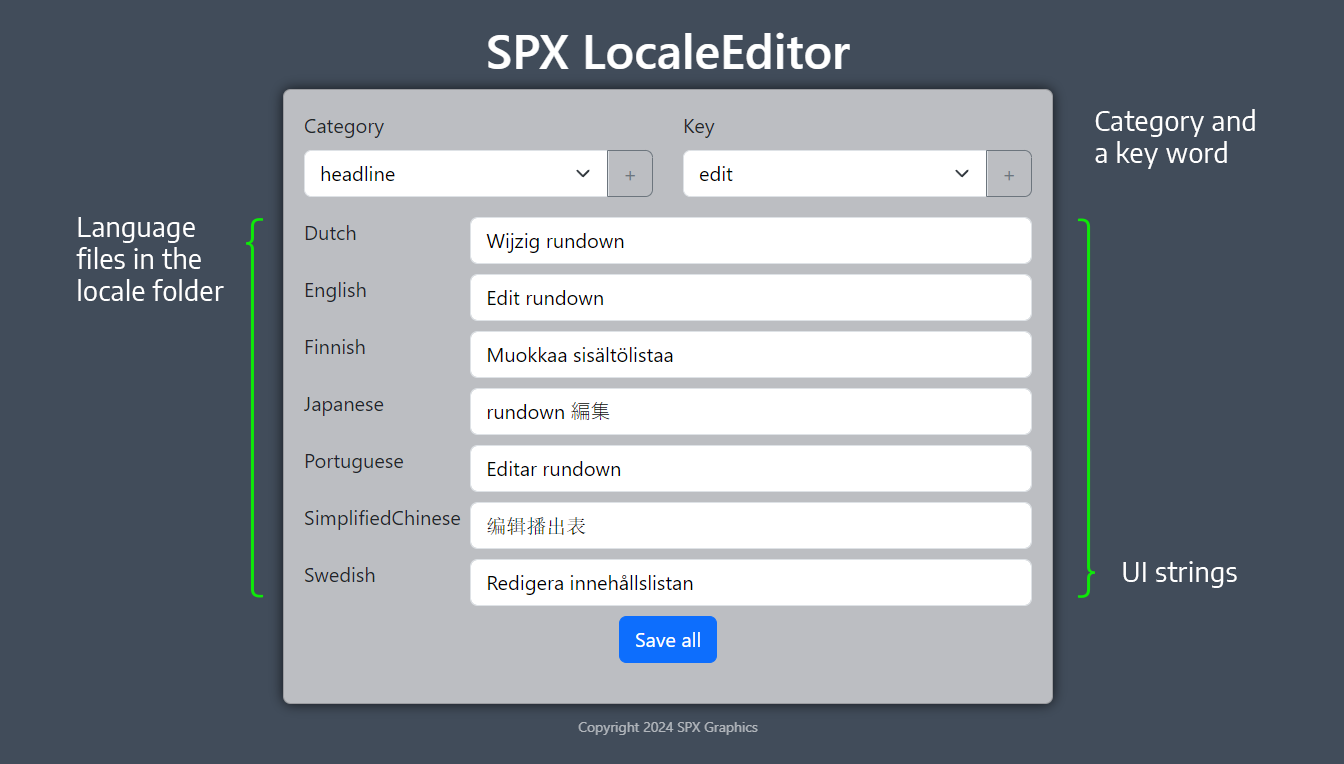 SPX LocaleEditor
Category
Key
headline
+
edit
+
Category and
a key word
Language
files in the
locale folder
Dutch
Wijzig rundown
English
Edit rundown
Finnish
Muokkaa sisältölistaa
Japanese
rundown 編集
Portuguese
Editar rundown
SimplifiedChinese
编辑播出表
Swedish
Redigera innehållslistan
UI strings
Save all
Copyright 2024 SPX Graphics